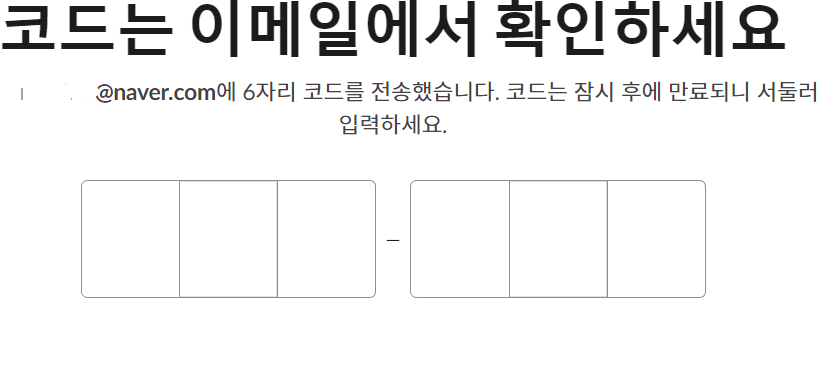 코드는 이메일에서 확인하세요
@naver.com에 6자리 코드를 전송했습니다. 코드는 잠시 후에 만료되니 서둘러
입력하세요.
–